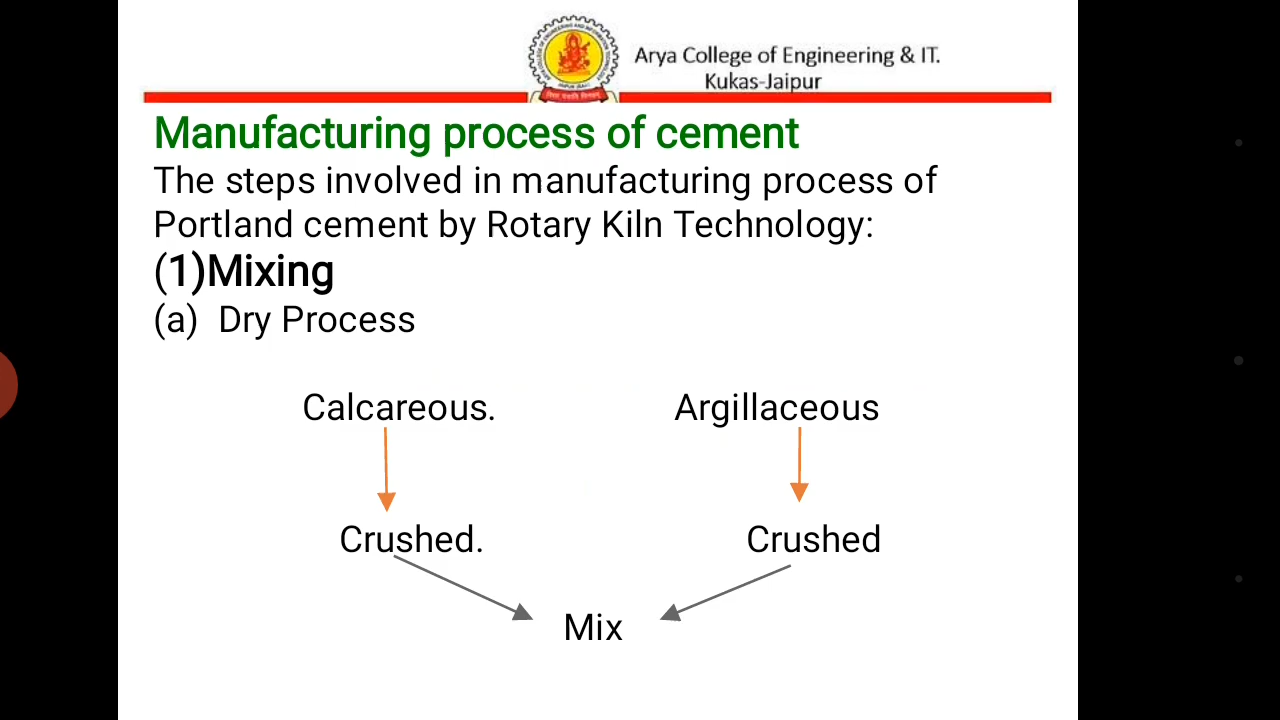 Arya College of Engineering & IT.
Kukas-Jaipur
Manufacturing process of cement
The steps involved in manufacturing process of
Portland cement by Rotary Kiln Technology:
(1)Mixing
(a) Dry Process
Calcareous. Argillaceous
Crushed. Crushed
Mix